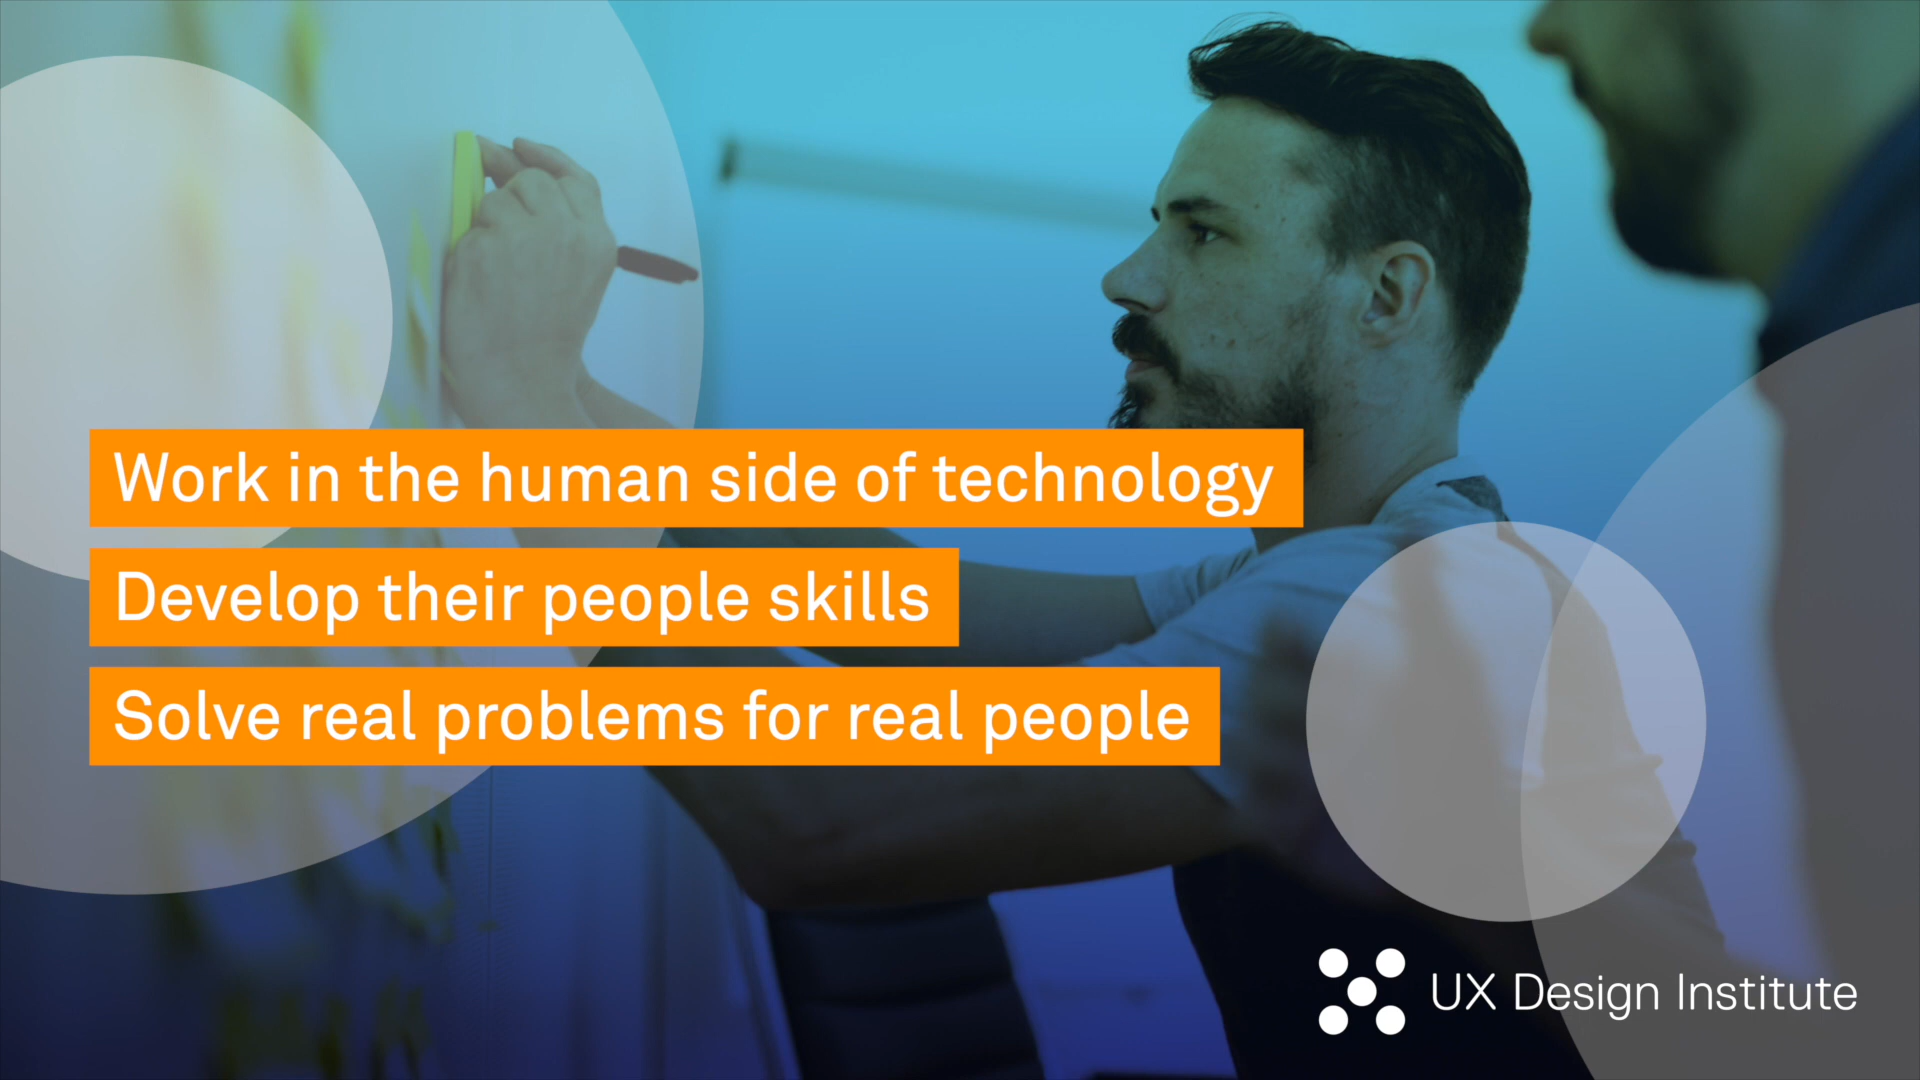 Work in the human side of technology
Develop their people skills
Solve real problems for real people
UX Design Institute